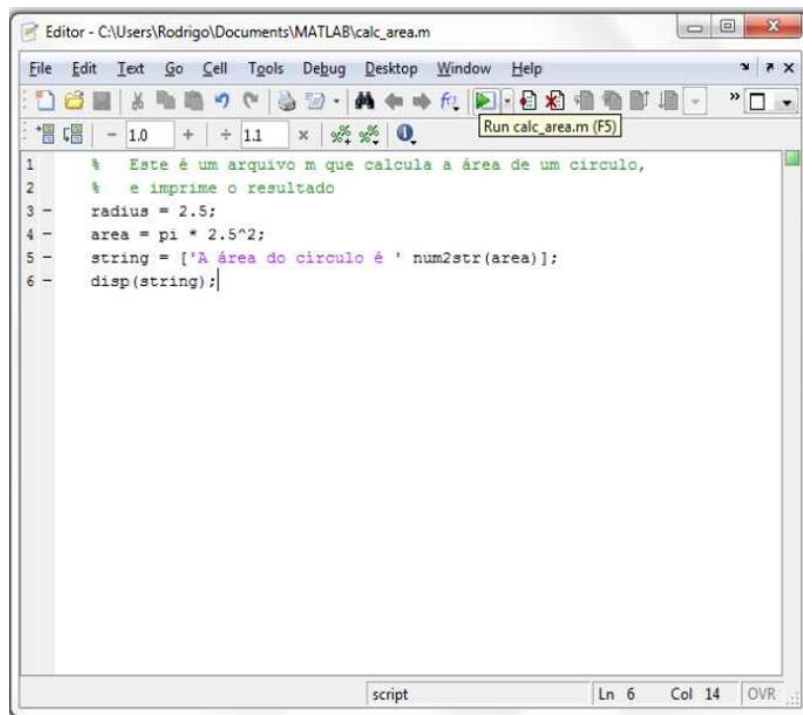 Editor - C:\Users\Rodrigo\Documents\MATLAB\calc_area.m
File Edit Text Go Cell Tools Debug Desktop Window Help
- 1.0 + ÷ 1.1 ×
Run calc_area.m (F5)
1 % Este é um arquivo m que calcula a área de um circulo,
2 % e imprime o resultado
3 - radius = 2.5;
4 - area = pi * 2.5^2;
5 - string = ['A área do círculo é ' num2str(area)];
6 - disp(string);
script Ln 6 Col 14 OVR